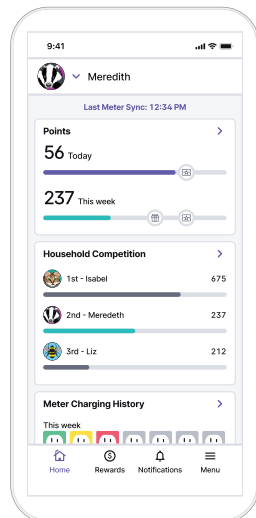 9:41
Meredith
Last Meter Sync: 12:34 PM
Points
56 Today
237 This week
Household Competition
1st - Isabel 675
2nd - Meredeth 237
3rd - Liz 212
Meter Charging History
This week
Home Rewards Notifications Menu